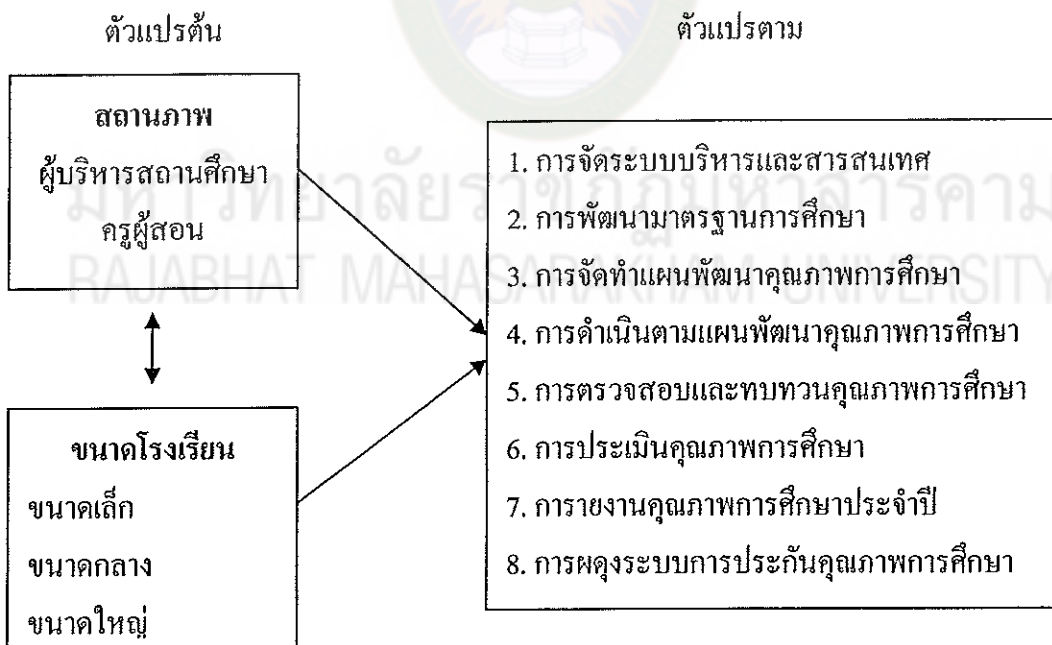 ตัวแปรต้น
ตัวแปรตาม
สถานภาพ
ผู้บริหารสถานศึกษา
ครูผู้สอน
ขนาดโรงเรียน
ขนาดเล็ก
ขนาดกลาง
ขนาดใหญ่
1. การจัดระบบบริหารและสารสนเทศ
2. การพัฒนามาตรฐานการศึกษา
3. การจัดทำแผนพัฒนาคุณภาพการศึกษา
4. การดำเนินตามแผนพัฒนาคุณภาพการศึกษา
5. การตรวจสอบและทบทวนคุณภาพการศึกษา
6. การประเมินคุณภาพการศึกษา
7. การายงานคุณภาพการศึกษาประจำปี
8. การผดุงระบบการประกันคุณภาพการศึกษา
มหาวิทยาลัยราชภัฏมหาสารคาม
RAJABHAT MAHASARAKHAM UNIVERSITY